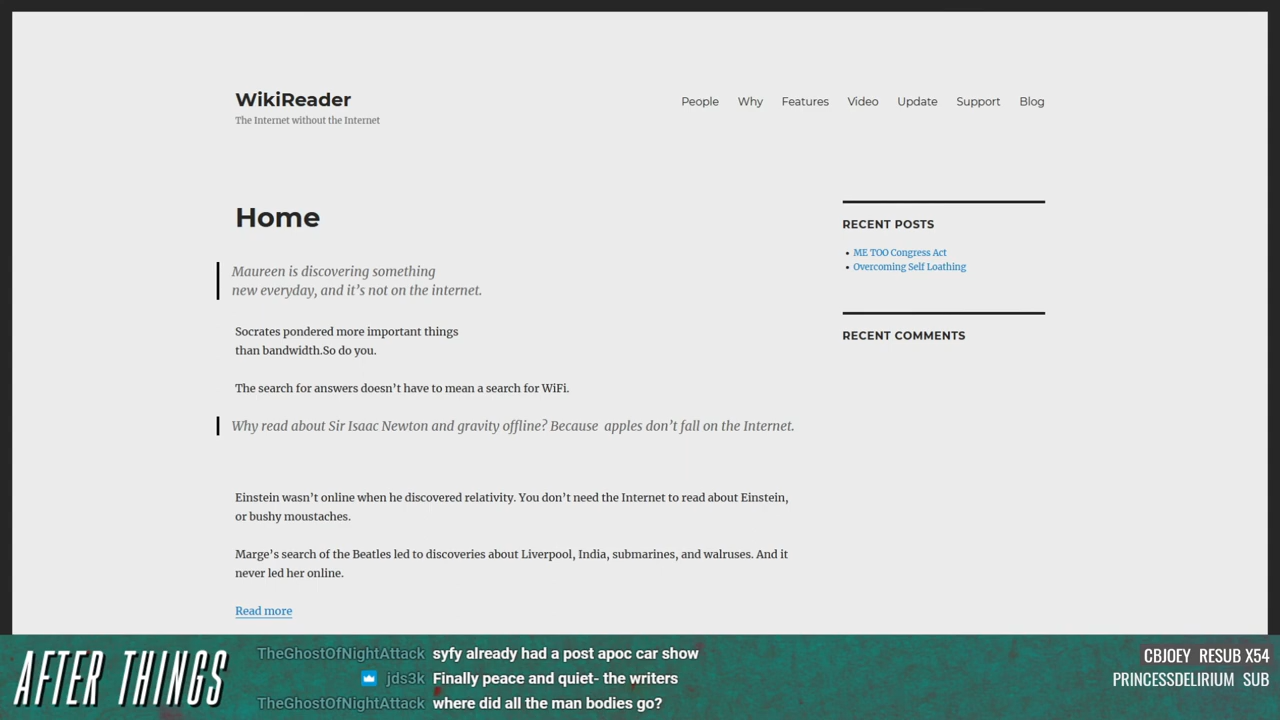 WikiReader
The Internet without the Internet
People Why Features Video Update Support Blog
Home
Maureen is discovering something
new everyday, and it's not on the internet.
Socrates pondered more important things
than bandwidth.So do you.
The search for answers doesn't have to mean a search for WiFi.
Why read about Sir Isaac Newton and gravity offline? Because apples don't fall on the Internet.
Einstein wasn't online when he discovered relativity. You don't need the Internet to read about Einstein,
or bushy moustaches.
Marge's search of the Beatles led to discoveries about Liverpool, India, submarines, and walruses. And it
never led her online.
Read more
RECENT POSTS
• ME TOO Congress Act
• Overcoming Self Loathing
RECENT COMMENTS
AFTER THINGS
TheGhostOfNightAttack syfy already had a post apoc car show
jds3k Finally peace and quiet- the writers
TheGhostOfNightAttack where did all the man bodies go?
CBJOEY RESUB X54
PRINCESSDELIRIUM SUB